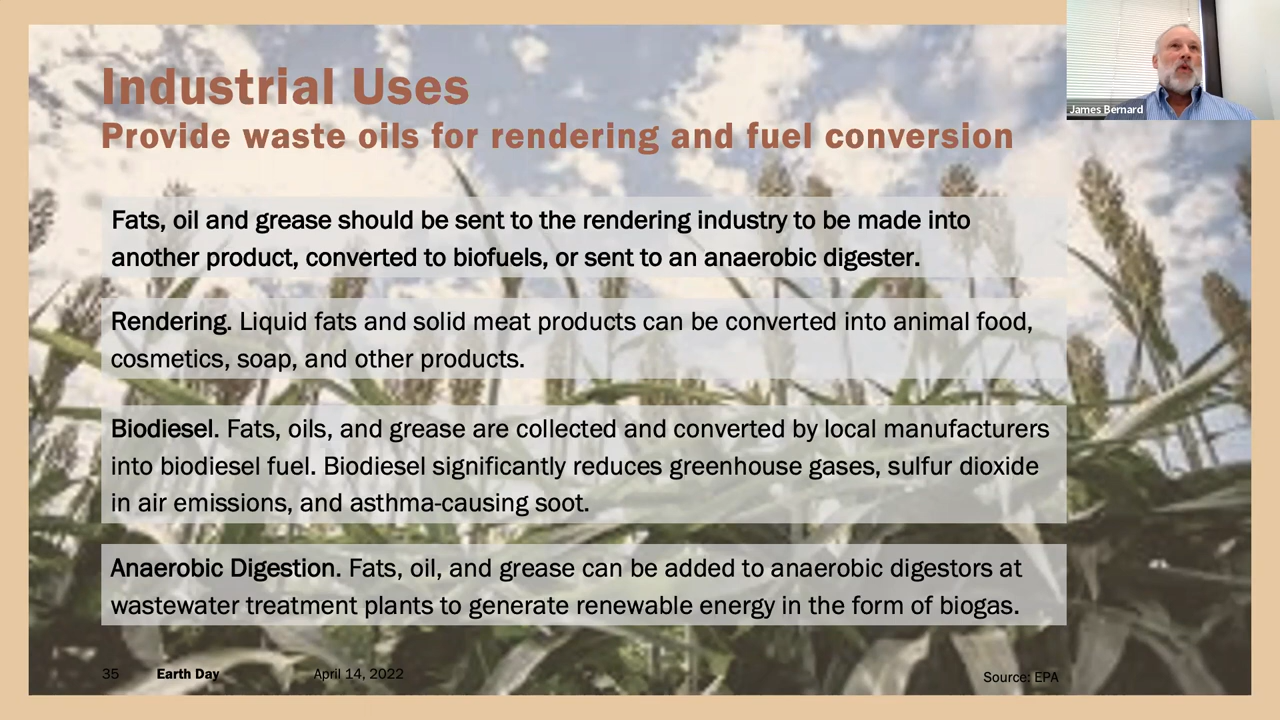 Industrial Uses
Provide waste oils for rendering and fuel conversion
James Bernard
Fats, oil and grease should be sent to the rendering industry to be made into
another product, converted to biofuels, or sent to an anaerobic digester.
Rendering. Liquid fats and solid meat products can be converted into animal food,
cosmetics, soap, and other products.
Biodiesel. Fats, oils, and grease are collected and converted by local manufacturers
into biodiesel fuel. Biodiesel significantly reduces greenhouse gases, sulfur dioxide
in air emissions, and asthma-causing soot.
Anaerobic Digestion. Fats, oil, and grease can be added to anaerobic digestors at
wastewater treatment plants to generate renewable energy in the form of biogas.
35 Earth Day April 14, 2022 Source: EPA